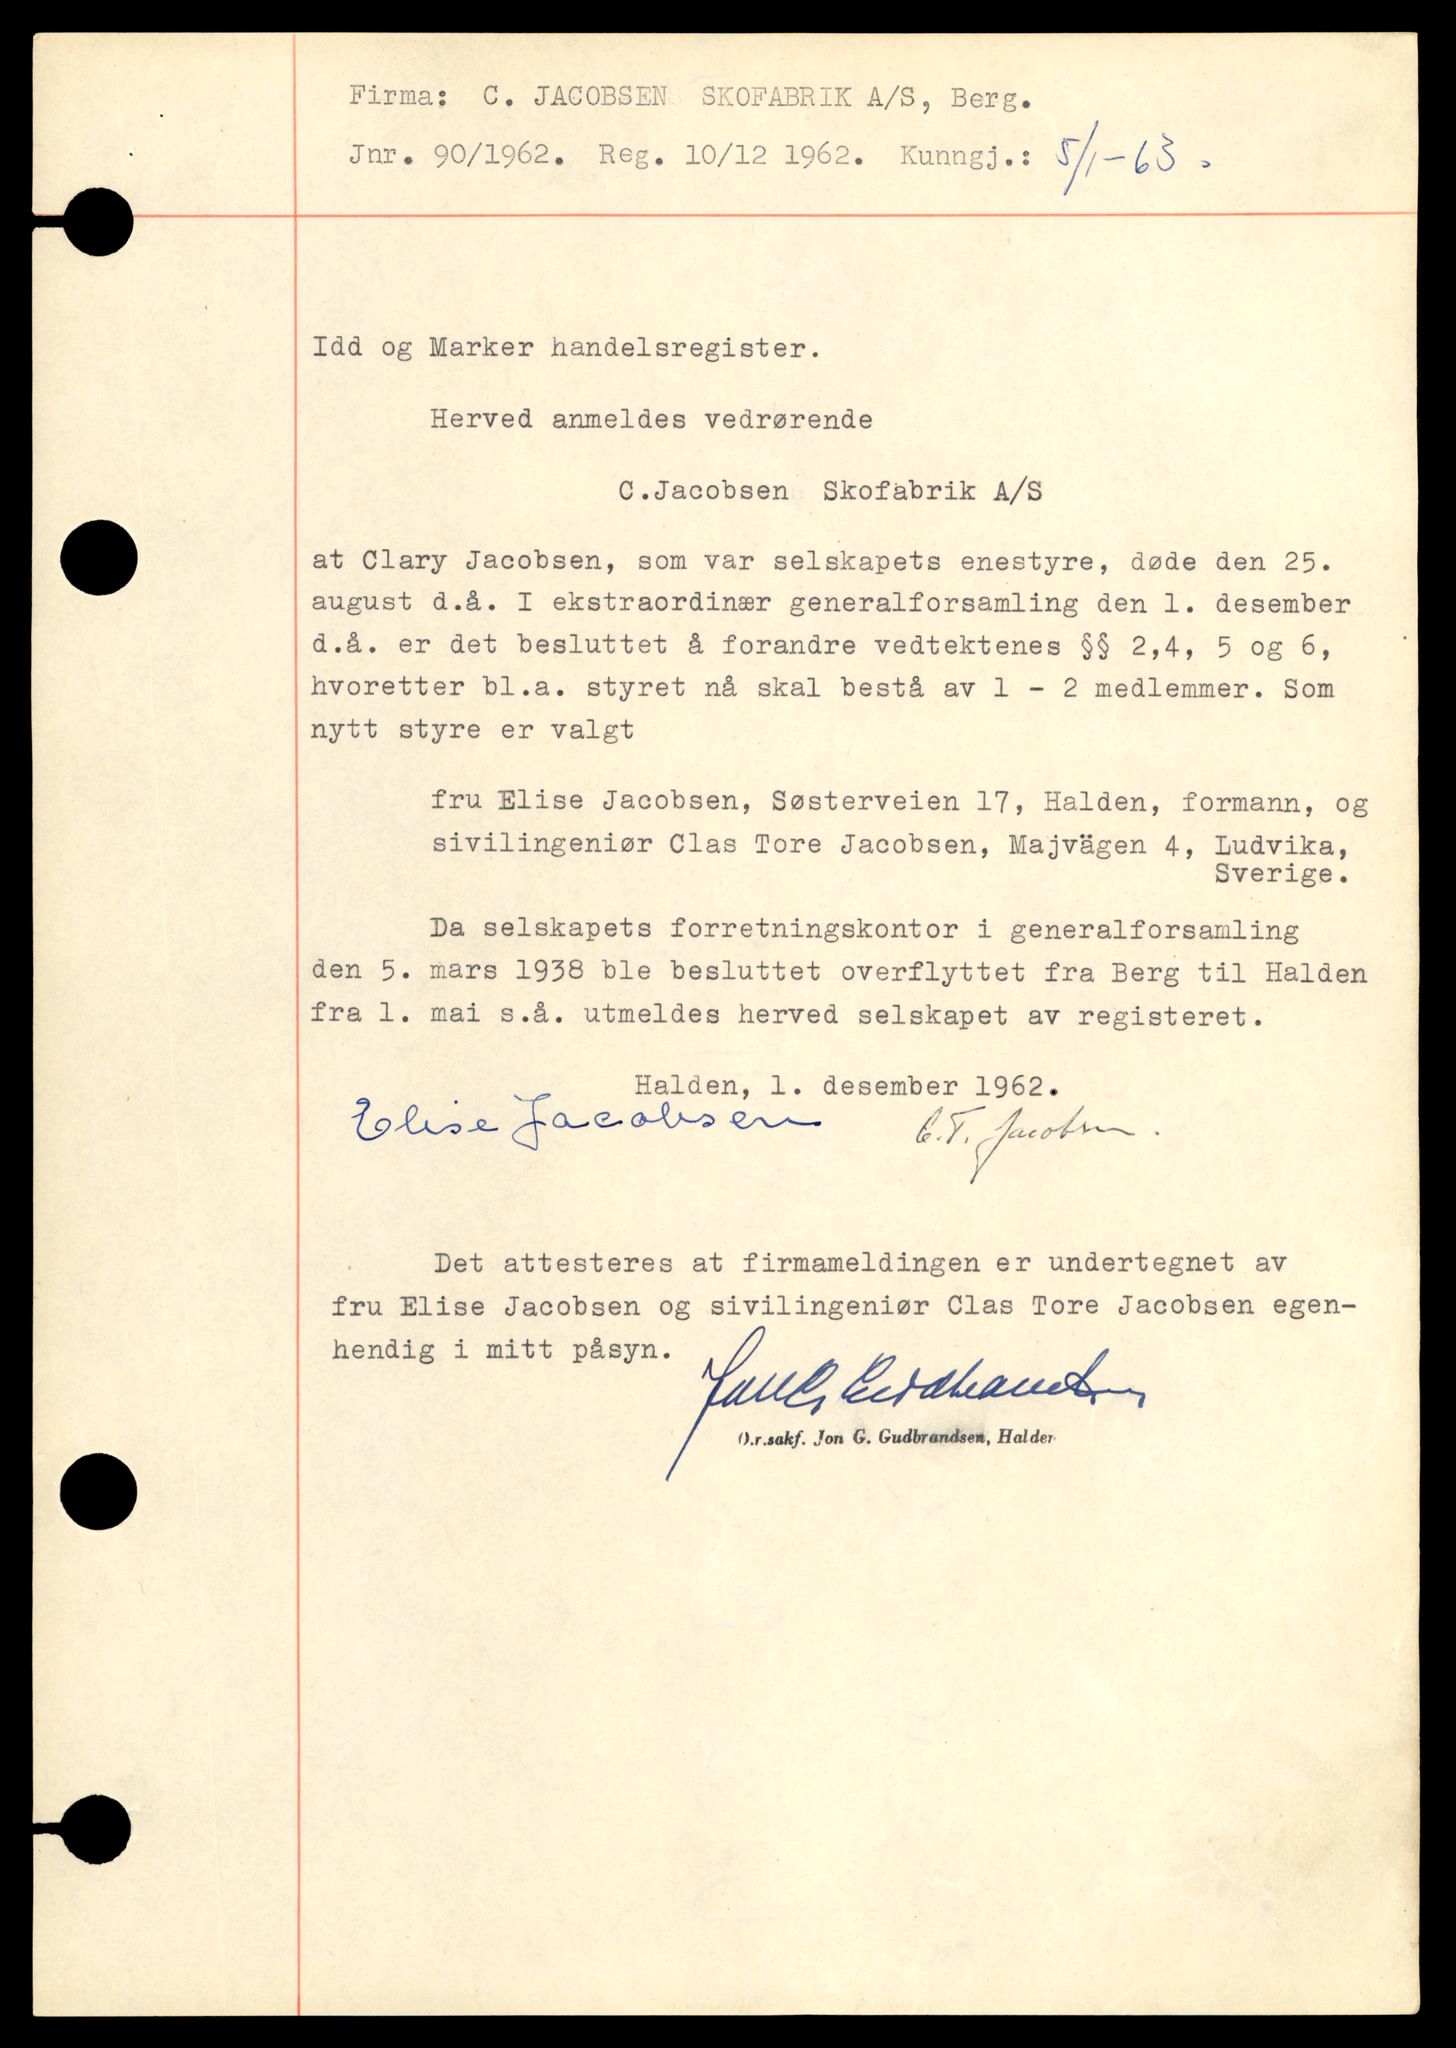 Firma: C. JACOBSEN SKOFABRIK A/S, Berg.
Jnr. 90/1962. Reg. 10/12 1962. Kunngj.: 5/1-63.
Idd og Marker handelsregister.
Herved anmeldes vedrørende
C.Jacobsen Skofabrik A/S
at Clary Jacobsen, som var selskapets enestyre, døde den 25.
august d.å. I ekstraordinær generalforsamling den 1. desember
d.å. er det besluttet å forandre vedtektenes §§ 2,4, 5 og 6,
hvoretter bl.a. styret nå skal bestå av 1 - 2 medlemmer. Som
nytt styre er valgt
fru Elise Jacobsen, Søsterveien 17, Halden, formann, og
sivilingeniør Clas Tore Jacobsen, Majvägen 4, Ludvika,
Sverige.
Da selskapets forretningskontor i generalforsamling
den 5. mars 1938 ble besluttet overflyttet fra Berg til Halden
fra 1. mai s.å. utmeldes herved selskapet av registeret.
Halden, 1. desember 1962.
Elise Jacobsen C.T. Jacobsen.
Det attesteres at firmameldingen er undertegnet av
fru Elise Jacobsen og sivilingeniør Clas Tore Jacobsen egen-
hendig i mitt påsyn.
Jon G. Gudbrandsen
O.r.sakf. Jon G. Gudbrandsen, Halden